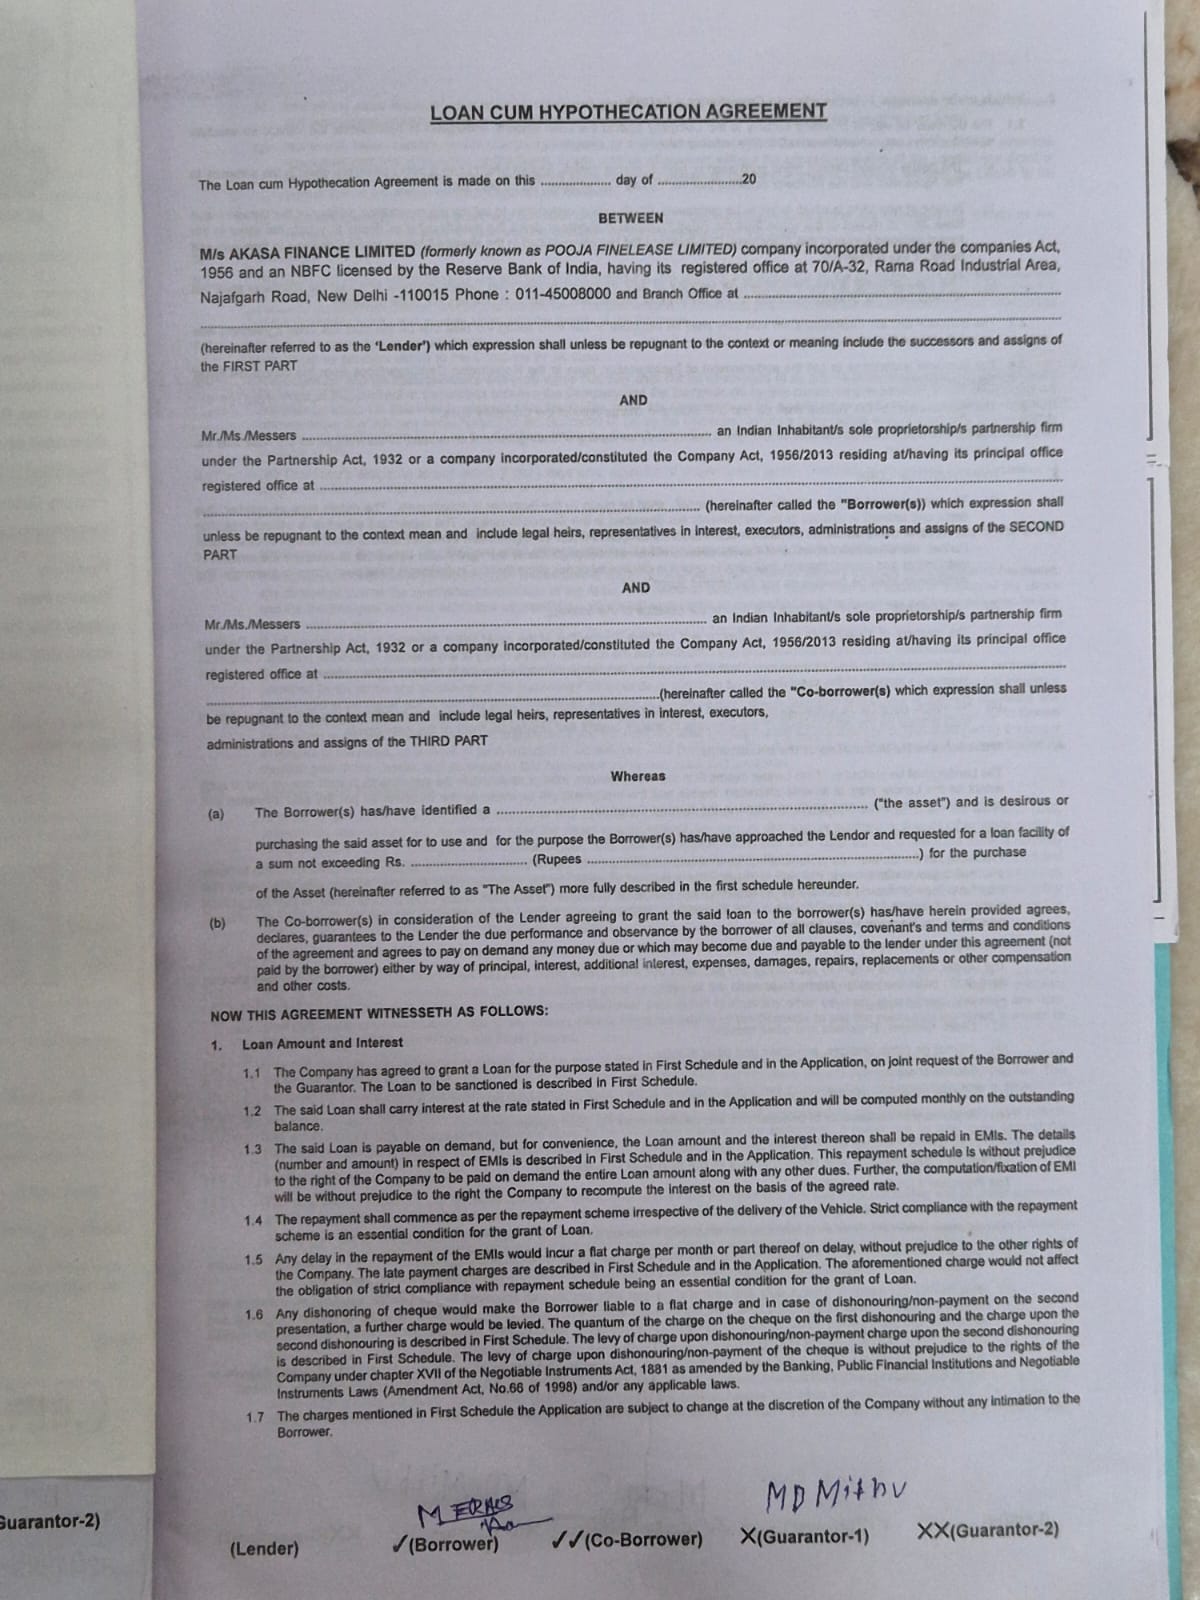 LOAN CUM HYPOTHECATION AGREEMENT
The Loan cum Hypothecation Agreement is made on this .................... day of ........................20
BETWEEN
M/s AKASA FINANCE LIMITED (formerly known as POOJA FINELEASE LIMITED) company incorporated under the companies Act,
1956 and an NBFC licensed by the Reserve Bank of India, having its registered office at 70/A-32, Rama Road Industrial Area,
Najafgarh Road, New Delhi -110015 Phone : 011-45008000 and Branch Office at ....................
....................
(hereinafter referred to as the 'Lender') which expression shall unless be repugnant to the context or meaning include the successors and assigns of
the FIRST PART
AND
Mr./Ms./Messers .................... an Indian Inhabitant/s sole proprietorship/s partnership firm
under the Partnership Act, 1932 or a company incorporated/constituted the Company Act, 1956/2013 residing at/having its principal office
registered office at ....................
.................... (hereinafter called the "Borrower(s)) which expression shall
unless be repugnant to the context mean and include legal heirs, representatives in interest, executors, administrations and assigns of the SECOND
PART
AND
Mr./Ms./Messers .................... an Indian Inhabitant/s sole proprietorship/s partnership firm
under the Partnership Act, 1932 or a company incorporated/constituted the Company Act, 1956/2013 residing at/having its principal office
registered office at ....................
....................(hereinafter called the "Co-borrower(s) which expression shall unless
be repugnant to the context mean and include legal heirs, representatives in interest, executors,
administrations and assigns of the THIRD PART
Whereas
(a) The Borrower(s) has/have identified a .................... ("the asset") and is desirous or
purchasing the said asset for to use and for the purpose the Borrower(s) has/have approached the Lendor and requested for a loan facility of
a sum not exceeding Rs. .................... (Rupees ....................) for the purchase
of the Asset (hereinafter referred to as "The Asset") more fully described in the first schedule hereunder.
(b) The Co-borrower(s) in consideration of the Lender agreeing to grant the said loan to the borrower(s) has/have herein provided agrees,
declares, guarantees to the Lender the due performance and observance by the borrower of all clauses, covenant's and terms and conditions
of the agreement and agrees to pay on demand any money due or which may become due and payable to the lender under this agreement (not
paid by the borrower) either by way of principal, interest, additional interest, expenses, damages, repairs, replacements or other compensation
and other costs.
NOW THIS AGREEMENT WITNESSETH AS FOLLOWS:
1. Loan Amount and Interest
1.1 The Company has agreed to grant a Loan for the purpose stated in First Schedule and in the Application, on joint request of the Borrower and
the Guarantor. The Loan to be sanctioned is described in First Schedule.
1.2 The said Loan shall carry interest at the rate stated in First Schedule and in the Application and will be computed monthly on the outstanding
balance.
1.3 The said Loan is payable on demand, but for convenience, the Loan amount and the interest thereon shall be repaid in EMIs. The details
(number and amount) in respect of EMIs is described in First Schedule and in the Application. This repayment schedule is without prejudice
to the right of the Company to be paid on demand the entire Loan amount along with any other dues. Further, the computation/fixation of EMI
will be without prejudice to the right the Company to recompute the interest on the basis of the agreed rate.
1.4 The repayment shall commence as per the repayment scheme irrespective of the delivery of the Vehicle. Strict compliance with the repayment
scheme is an essential condition for the grant of Loan.
1.5 Any delay in the repayment of the EMIs would incur a flat charge per month or part thereof on delay, without prejudice to the other rights of
the Company. The late payment charges are described in First Schedule and in the Application. The aforementioned charge would not affect
the obligation of strict compliance with repayment schedule being an essential condition for the grant of Loan.
1.6 Any dishonoring of cheque would make the Borrower liable to a flat charge and in case of dishonouring/non-payment on the second
presentation, a further charge would be levied. The quantum of the charge on the cheque on the first dishonouring and the charge upon the
second dishonouring is described in First Schedule. The levy of charge upon dishonouring/non-payment charge upon the second dishonouring
is described in First Schedule. The levy of charge upon dishonouring/non-payment of the cheque is without prejudice to the rights of the
Company under chapter XVII of the Negotiable Instruments Act, 1881 as amended by the Banking, Public Financial Institutions and Negotiable
Instruments Laws (Amendment Act, No.66 of 1998) and/or any applicable laws.
1.7 The charges mentioned in First Schedule the Application are subject to change at the discretion of the Company without any intimation to the
Borrower.
MD Mithu
Guarantor-2)
(Lender) ✓(Borrower) ✓✓(Co-Borrower) X(Guarantor-1) XX(Guarantor-2)